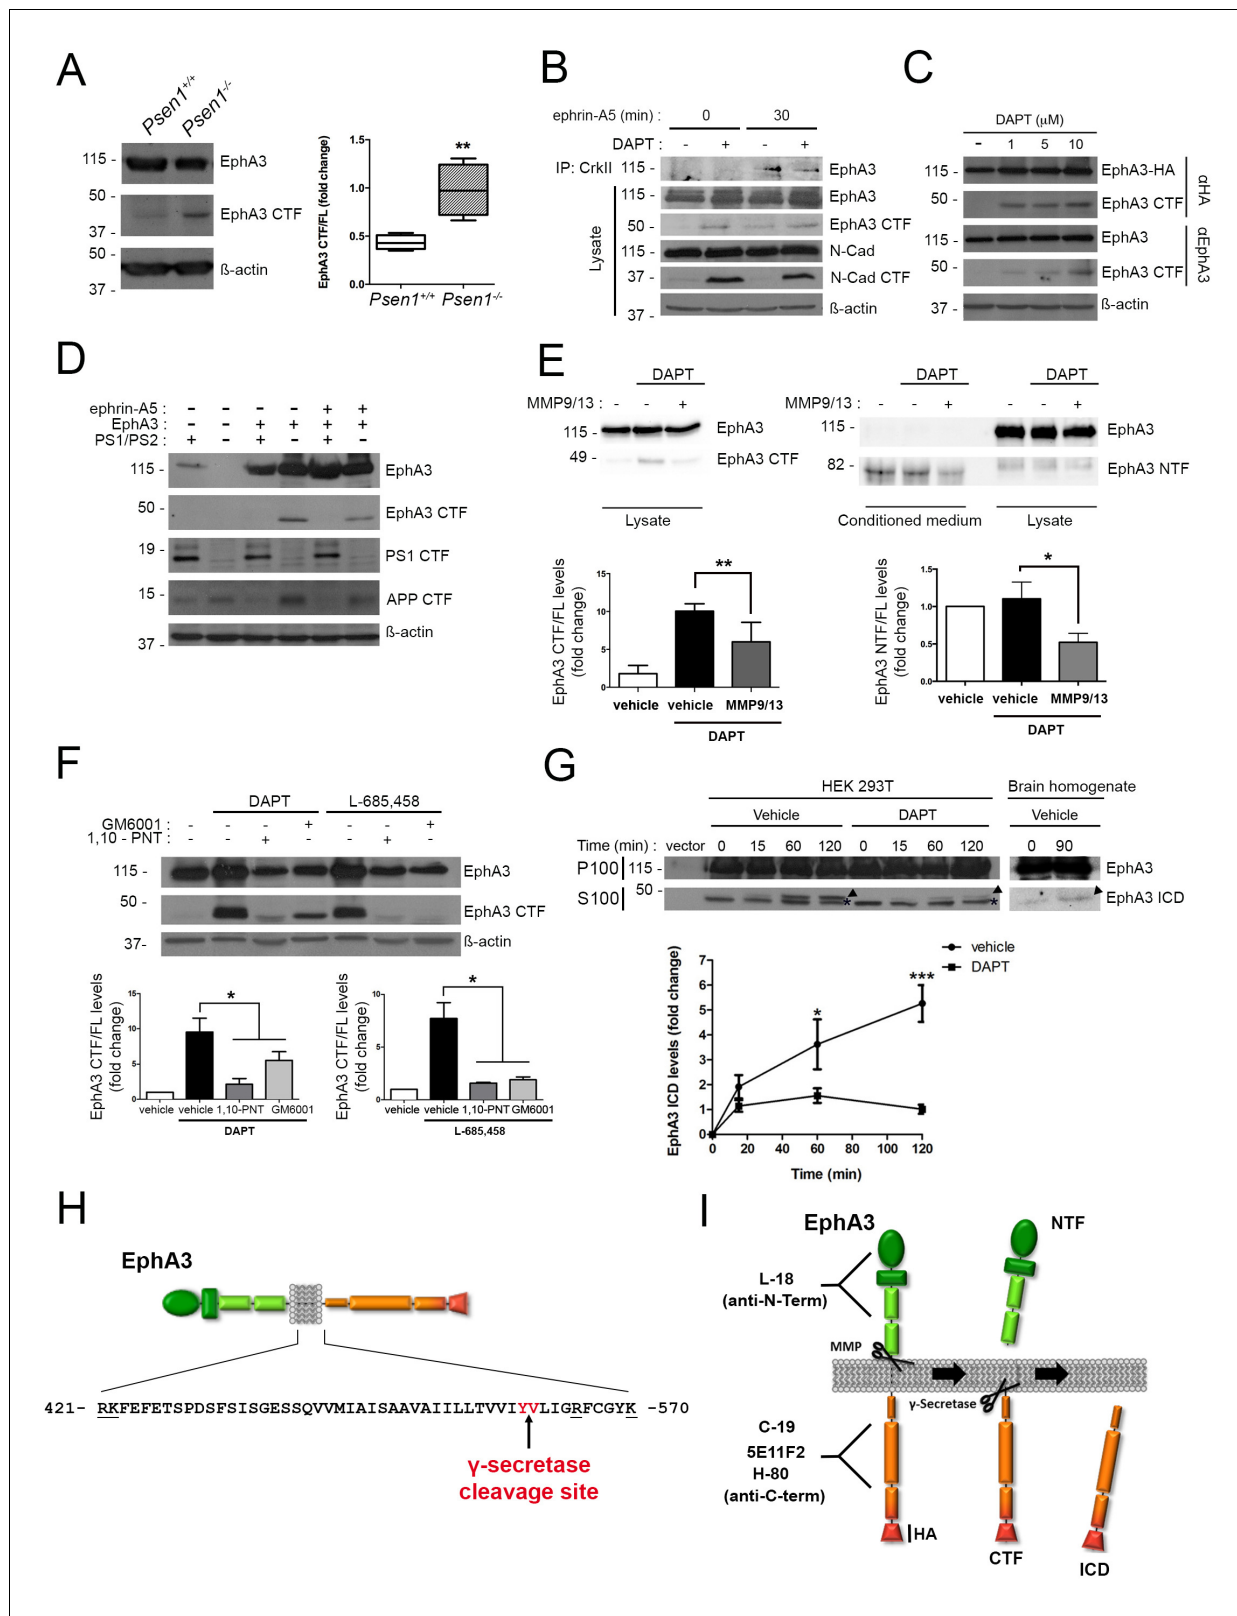 A
Psen1+/+
Psen1-/-
115 -
EphA3
50 -
37 -
EphA3 CTF
50 -
37 -
ß-actin
EphA3 CTF/FL (fold change)
1.5
1.0
0.5
0.0
**
Psen1+/+ Psen1-/-
B
ephrin-A5 (min) : 0 30
DAPT : - + - +
IP: CrkII 115 - EphA3
Lysate
115 - EphA3
50 - EphA3 CTF
115 - N-Cad
37 - N-Cad CTF
37 - ß-actin
C
DAPT (µM)
- 1 5 10
115 - EphA3-HA
50 - EphA3 CTF
αHA
115 - EphA3
50 - EphA3 CTF
αEphA3
37 - ß-actin
D
ephrin-A5 : - - - - + +
EphA3 : - - + + + +
PS1/PS2 : + - + - + -
115 - EphA3
50 - EphA3 CTF
19 - PS1 CTF
15 - APP CTF
37 - ß-actin
E
DAPT
MMP9/13 : - - +
115 - EphA3
49 - EphA3 CTF
Lysate
DAPT DAPT
MMP9/13 : - - + - - +
115 - EphA3
82 - EphA3 NTF
Conditioned medium Lysate
EphA3 CTF/FL levels
(fold change)
15
10
5
0
**
vehicle vehicle MMP9/13
DAPT
EphA3 NTF/FL levels
(fold change)
1.5
1.0
0.5
0.0
*
vehicle vehicle MMP9/13
DAPT
F
DAPT L-685,458
GM6001 : - - - + - - +
1,10 - PNT : - - + - - + -
115 - EphA3
50 - EphA3 CTF
37- ß-actin
EphA3 CTF/FL levels
(fold change)
15
10
5
0
*
vehicle vehicle 1,10-PNT GM6001
DAPT
EphA3 CTF/FL levels
(fold change)
10
5
0
*
vehicle vehicle 1,10-PNT GM6001
L-685,458
G
HEK 293T Brain homogenate
Vehicle DAPT Vehicle
Time (min) : vector 0 15 60 120 0 15 60 120 0 90
P100 115 - EphA3
50 -
S100 * * EphA3 ICD
vehicle
DAPT
EphA3 ICD levels (fold change)
7
6
5
4
3
2
1
0
* ***
0 20 40 60 80 100 120
Time (min)
H
EphA3
421- RKFEFETSPDSFSISGESSQVVMIAISAAVAIILLTVVIYVLIGRFCGYK -570
γ-secretase
cleavage site
I
EphA3
NTF
L-18
(anti-N-Term)
MMP
γ-Secretase
C-19
5E11F2
H-80
(anti-C-term)
HA
CTF
ICD